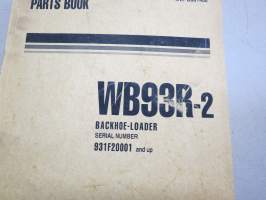 PARTS BOOK
WB93R-2
BACKHOE-LOADER
SERIAL NUMBER
931F20001 and up